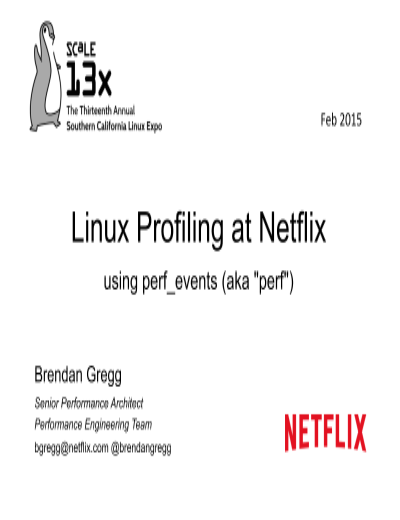 SCaLE
13x
The Thirteenth Annual
Southern California Linux Expo
Feb 2015
Linux Profiling at Netflix
using perf_events (aka "perf")
Brendan Gregg
Senior Performance Architect
Performance Engineering Team
bgregg@netflix.com @brendangregg
NETFLIX